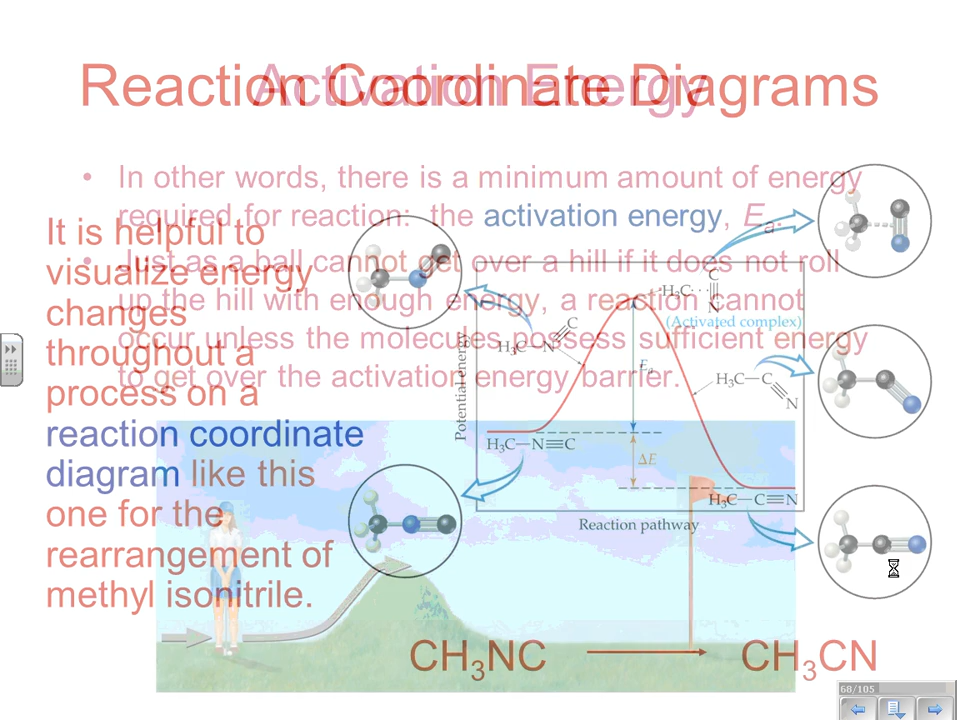 Reaction Coordinate Diagrams
Activation Energy
• In other words, there is a minimum amount of energy
required for reaction: the activation energy, Ea.
• Just as a ball cannot get over a hill if it does not roll
up the hill with enough energy, a reaction cannot
occur unless the molecules possess sufficient energy
to get over the activation energy barrier.
It is helpful to
visualize energy
changes
throughout a
process on a
reaction coordinate
diagram like this
one for the
rearrangement of
methyl isonitrile.
Potential energy
H₃C···
C
N
(Activated complex)
H₃C—N
C
Ea
H₃C—C
N
H₃C—N≡C
ΔE
H₃C—C≡N
Reaction pathway
CH₃NC
CH₃CN
68/105